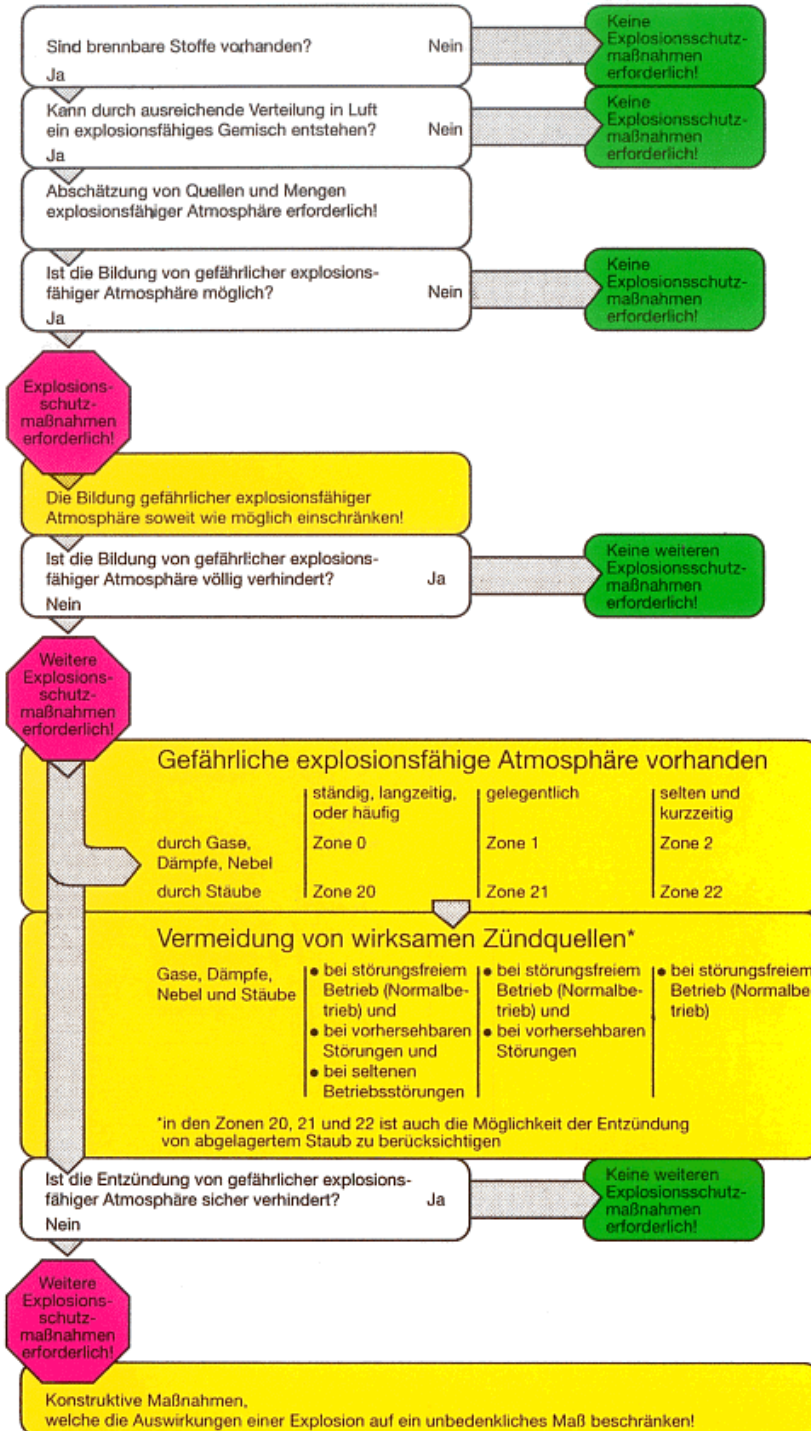 Sind brennbare Stoffe vorhanden?
Nein
Ja
Keine
Explosionsschutz-
maßnahmen
erforderlich!
Kann durch ausreichende Verteilung in Luft
ein explosionsfähiges Gemisch entstehen?
Nein
Ja
Keine
Explosionsschutz-
maßnahmen
erforderlich!
Abschätzung von Quellen und Mengen
explosionsfähiger Atmosphäre erforderlich!
Ist die Bildung von gefährlicher explosions-
fähiger Atmosphäre möglich?
Nein
Ja
Keine
Explosionsschutz-
maßnahmen
erforderlich!
Explosions-
schutz-
maßnahmen
erforderlich!
Die Bildung gefährlicher explosionsfähiger
Atmosphäre soweit wie möglich einschränken!
Ist die Bildung von gefährlicher explosions-
fähiger Atmosphäre völlig verhindert?
Ja
Nein
Keine weiteren
Explosionsschutz-
maßnahmen
erforderlich!
Weitere
Explosions-
schutz-
maßnahmen
erforderlich!
Gefährliche explosionsfähige Atmosphäre vorhanden
ständig, langzeitig,
oder häufig
gelegentlich
selten und
kurzzeitig
durch Gase,
Dämpfe, Nebel
Zone 0
Zone 1
Zone 2
durch Stäube
Zone 20
Zone 21
Zone 22
Vermeidung von wirksamen Zündquellen*
Gase, Dämpfe,
Nebel und Stäube
• bei störungsfreiem
Betrieb (Normalbe-
trieb) und
• bei vorhersehbaren
Störungen und
• bei seltenen
Betriebsstörungen
• bei störungsfreiem
Betrieb (Normalbe-
trieb) und
• bei vorhersehbaren
Störungen
• bei störungsfreiem
Betrieb (Normalbe-
trieb)
*in den Zonen 20, 21 und 22 ist auch die Möglichkeit der Entzündung
von abgelagertem Staub zu berücksichtigen
Ist die Entzündung von gefährlicher explosions-
fähiger Atmosphäre sicher verhindert?
Ja
Nein
Keine weiteren
Explosionsschutz-
maßnahmen
erforderlich!
Weitere
Explosions-
schutz-
maßnahmen
erforderlich!
Konstruktive Maßnahmen,
welche die Auswirkungen einer Explosion auf ein unbedenkliches Maß beschränken!